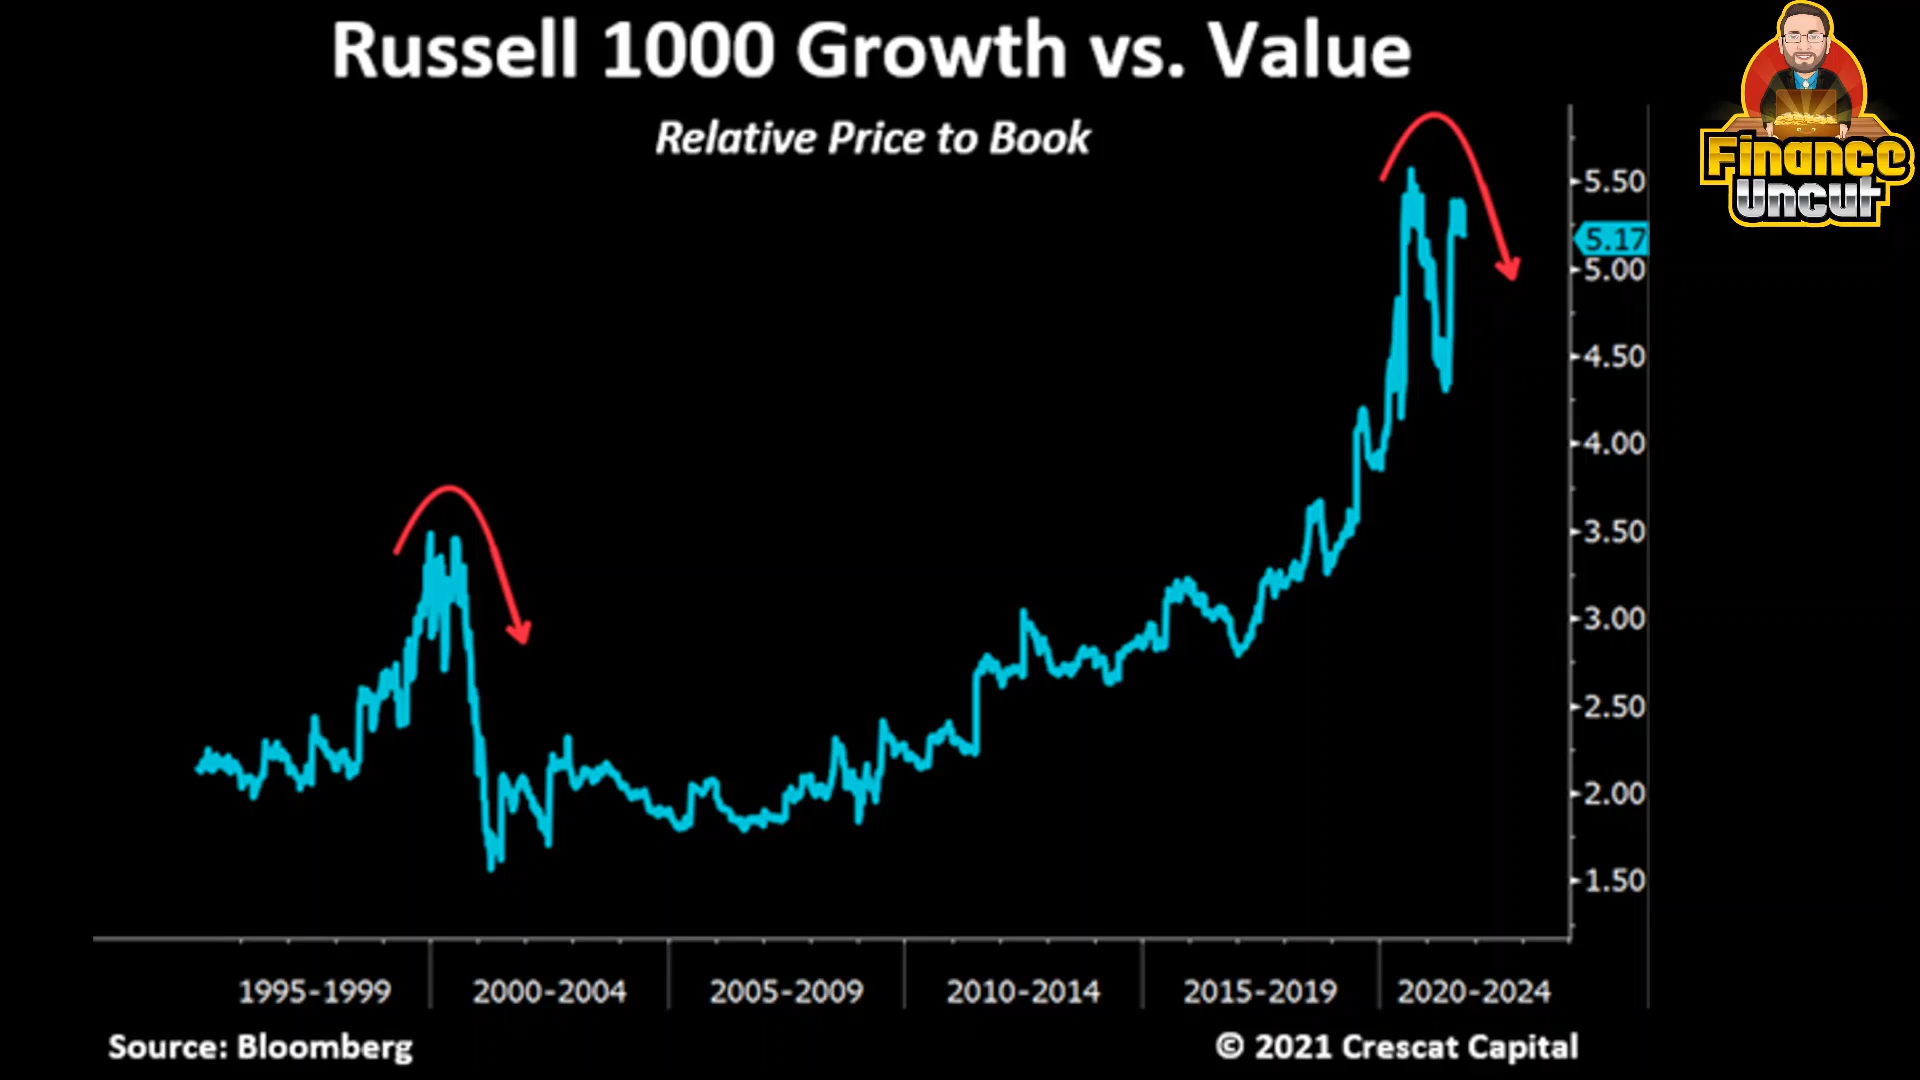 Russell 1000 Growth vs. Value
Relative Price to Book
Finance
Uncut
5.50
5.17
5.00
4.50
4.00
3.50
3.00
2.50
2.00
1.50
1995-1999 2000-2004 2005-2009 2010-2014 2015-2019 2020-2024
Source: Bloomberg © 2021 Crescat Capital